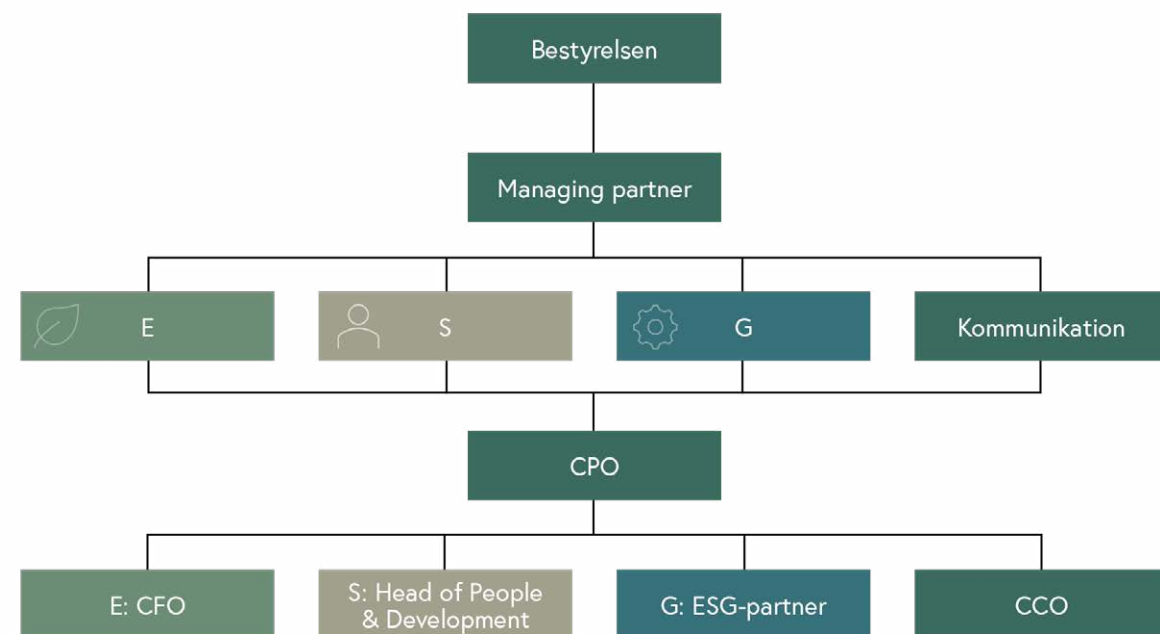 Bestyrelsen
Managing partner
E
S
G
Kommunikation
CPO
E: CFO
S: Head of People
& Development
G: ESG-partner
CCO